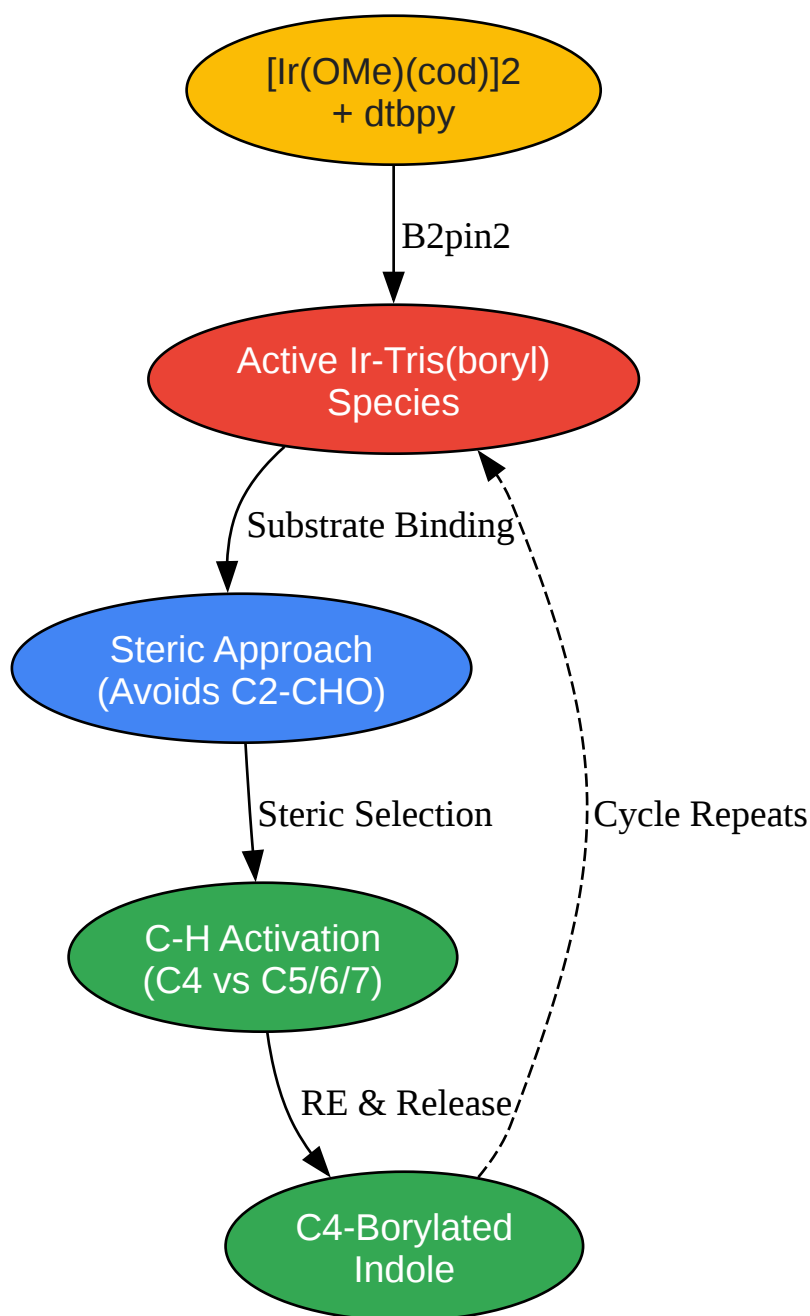 [Ir(OMe)(cod)]2
+ dtbpy
B2pin2
Active Ir-Tris(boryl)
Species
Substrate Binding
Steric Approach
(Avoids C2-CHO)
Steric Selection
Cycle Repeats
C-H Activation
(C4 vs C5/6/7)
RE & Release
C4-Borylated
Indole